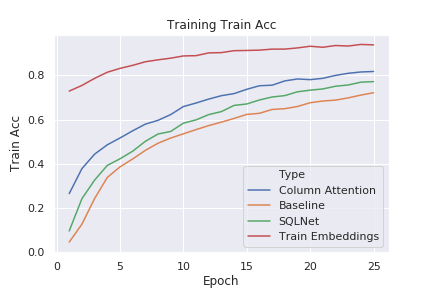 Training Train Acc
Train Acc
0.8
0.6
0.4
0.2
0.0
Type
Column Attention
Baseline
SQLNet
Train Embeddings
0
5
10
15
20
25
Epoch